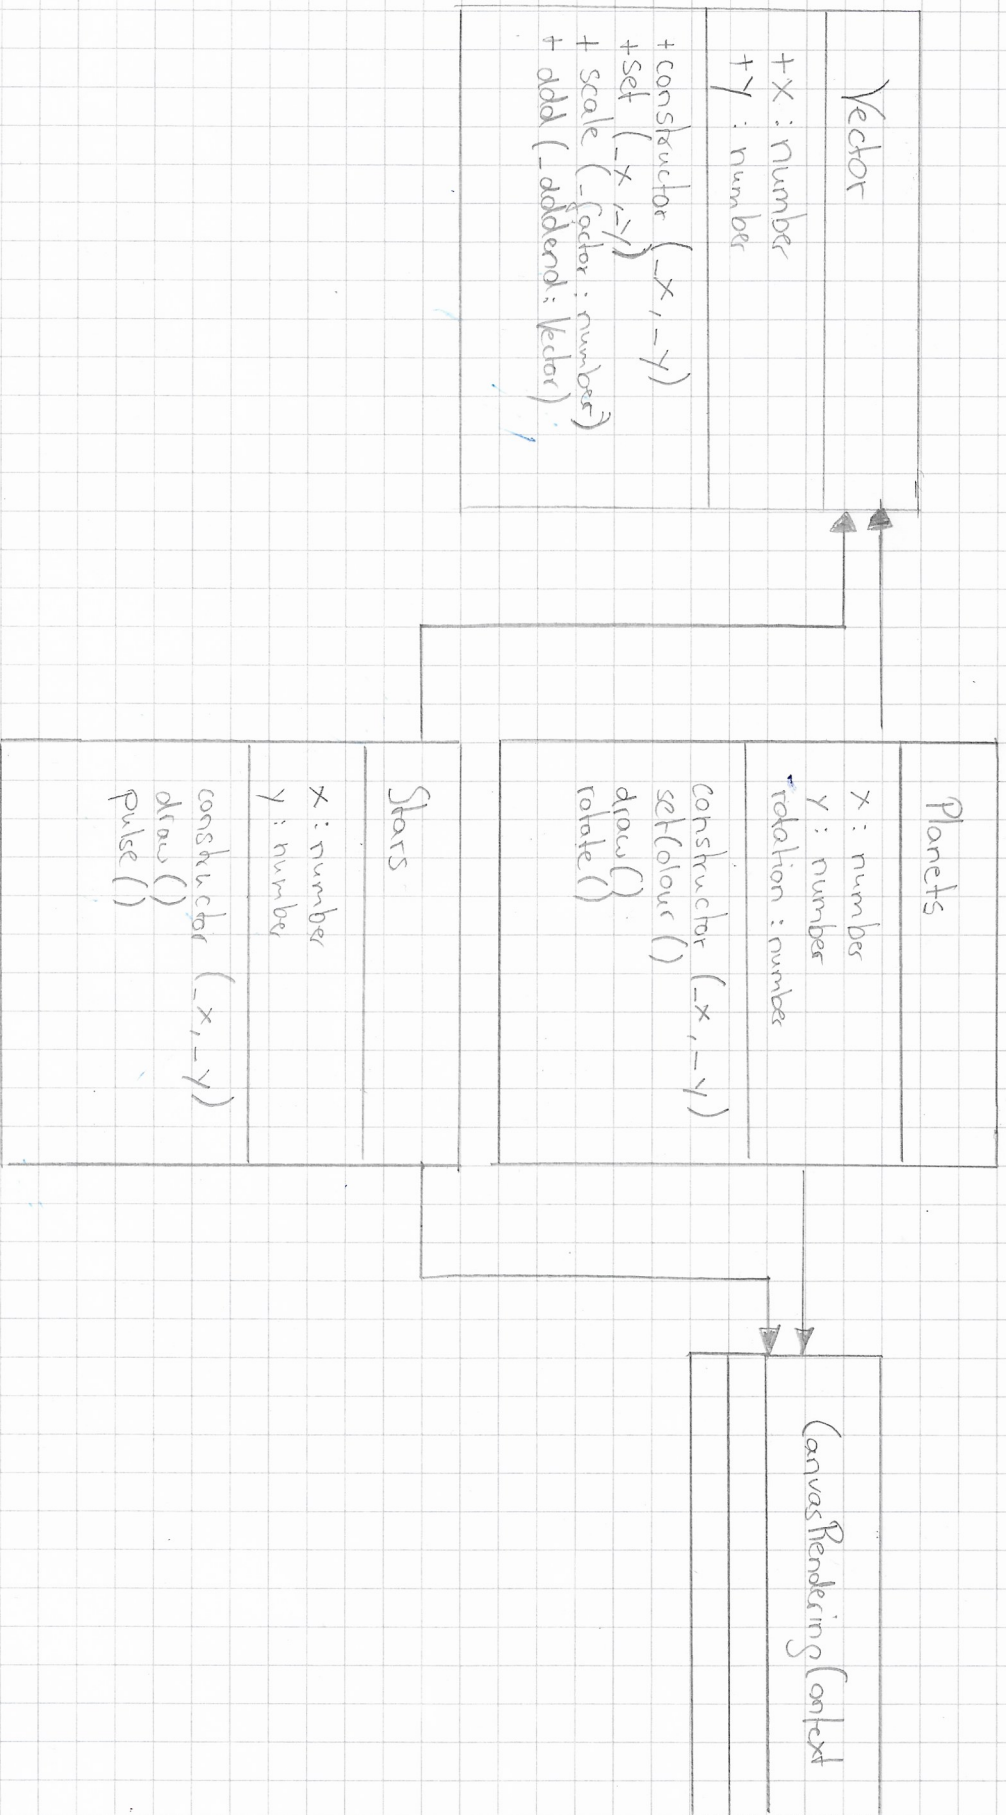 Vector
+x : number
+y : number
+constructor (_x, _y)
+set (_x, _y)
+ scale (_factor : number)
+ add (_addend: Vector)
Planets
x : number
y : number
rotation : number
constructor (_x, _y)
setColour ()
draw ()
rotate ()
Stars
x : number
y : number
constructor (_x, _y)
draw ()
pulse ()
CanvasRenderingContext